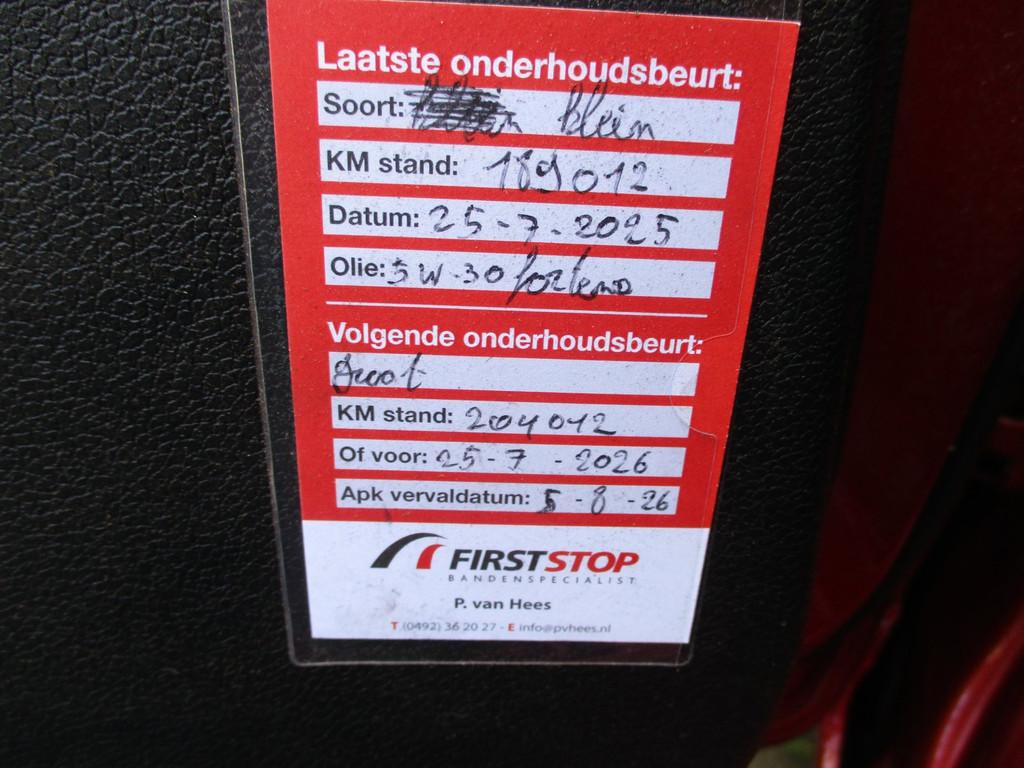 Laatste onderhoudsbeurt:
Soort: klein
KM stand: 189012
Datum: 25-7-2025
Olie: 5W-30
Volgende onderhoudsbeurt:
groot
KM stand: 204012
Of voor: 25-7-2026
Apk vervaldatum: 5-8-26
FIRSTSTOP
BANDENSPECIALIST
P. van Hees
T.(0492) 36 20 27 - E info@pvhees.nl